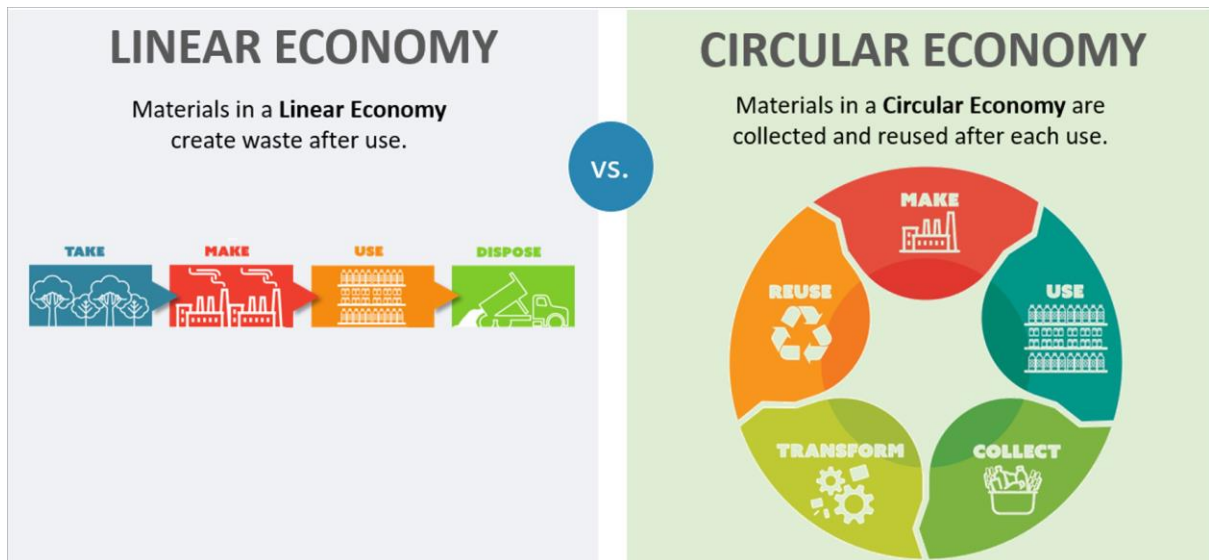 LINEAR ECONOMY
Materials in a Linear Economy
create waste after use.
TAKE
MAKE
USE
DISPOSE
vs.
CIRCULAR ECONOMY
Materials in a Circular Economy are
collected and reused after each use.
MAKE
USE
COLLECT
TRANSFORM
REUSE